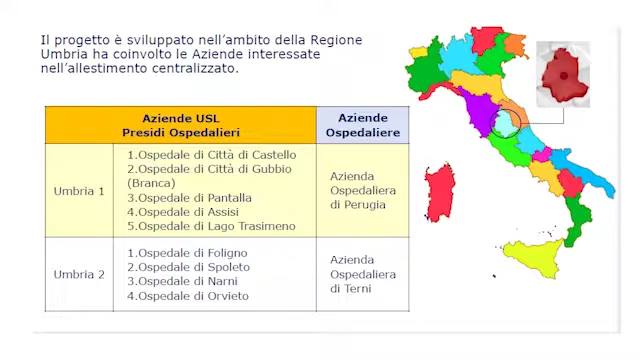 Il progetto è sviluppato nell'ambito della Regione
Umbria ha coinvolto le Aziende interessate
nell'allestimento centralizzato.
Aziende USL
Presidi Ospedalieri
Aziende
Ospedaliere
Umbria 1
1.Ospedale di Città di Castello
2.Ospedale di Città di Gubbio
(Branca)
3.Ospedale di Pantalla
4.Ospedale di Assisi
5.Ospedale di Lago Trasimeno
Azienda
Ospedaliera
di Perugia
Umbria 2
1.Ospedale di Foligno
2.Ospedale di Spoleto
3.Ospedale di Narni
4.Ospedale di Orvieto
Azienda
Ospedaliera
di Terni